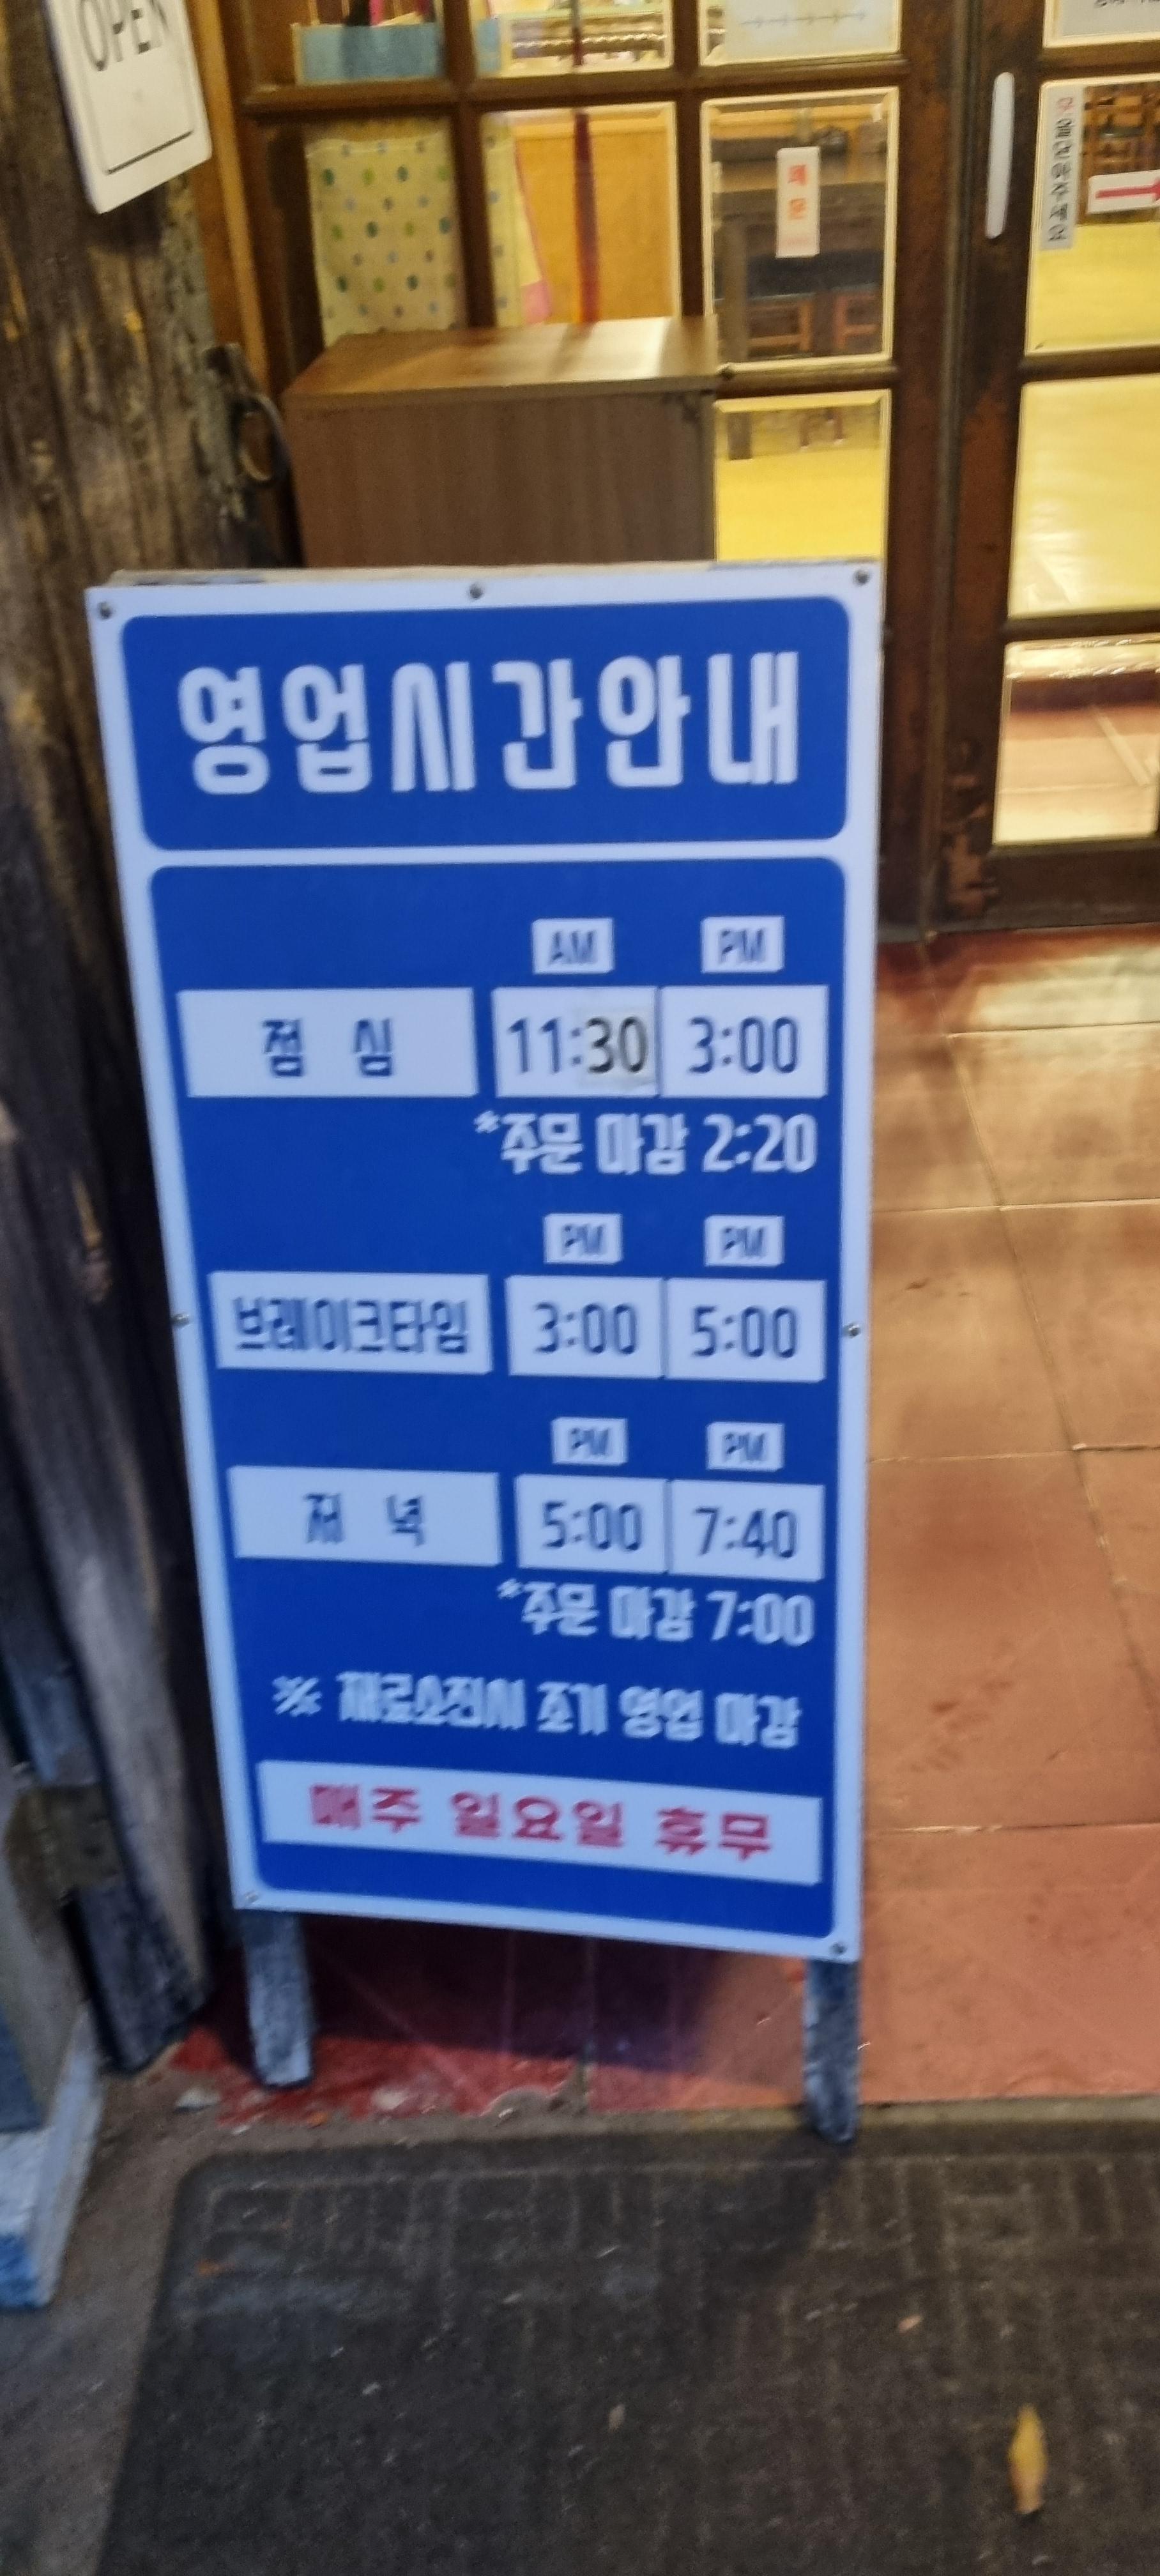 OPEN
폐문
영업시간안내
AM PM
점 심 11:30 3:00
*주문 마감 2:20
PM PM
브레이크타임 3:00 5:00
PM PM
저 녁 5:00 7:40
*주문 마감 7:00
※ 재료소진시 조기 영업 마감
매주 일요일 휴무